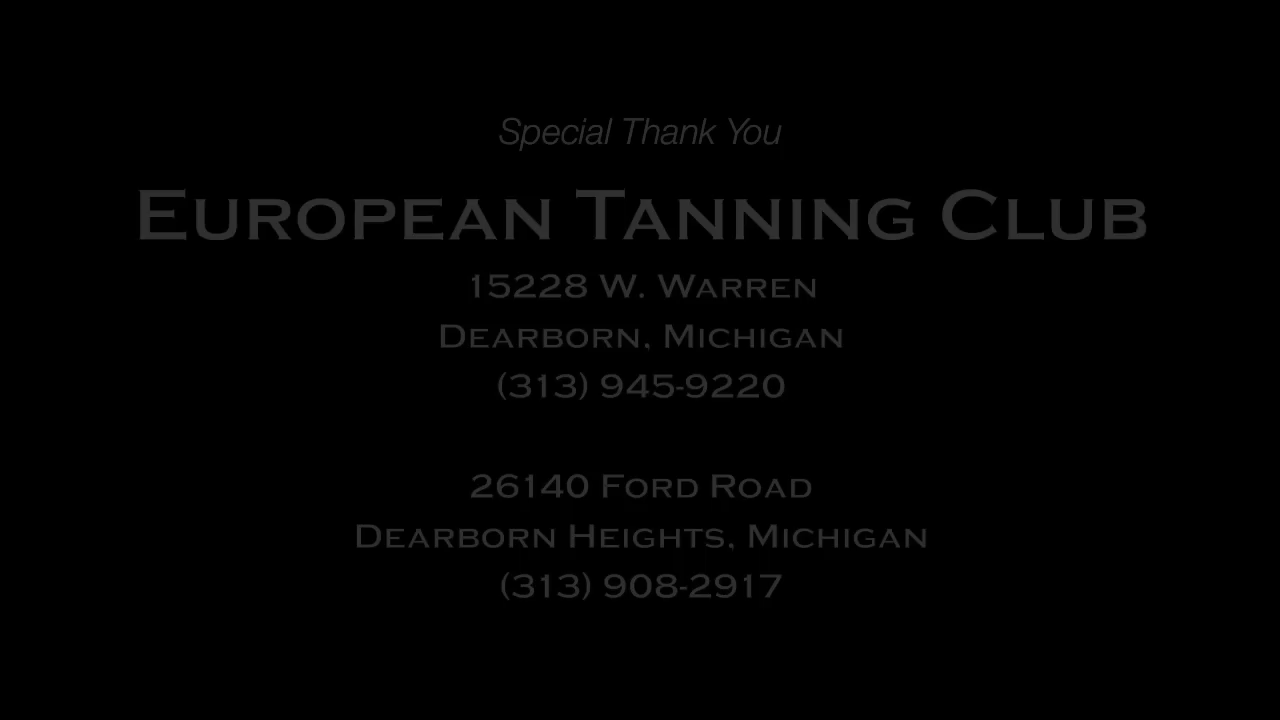 Special Thank You
European Tanning Club
15228 W. Warren
Dearborn, Michigan
(313) 945-9220
26140 Ford Road
Dearborn Heights, Michigan
(313) 908-2917